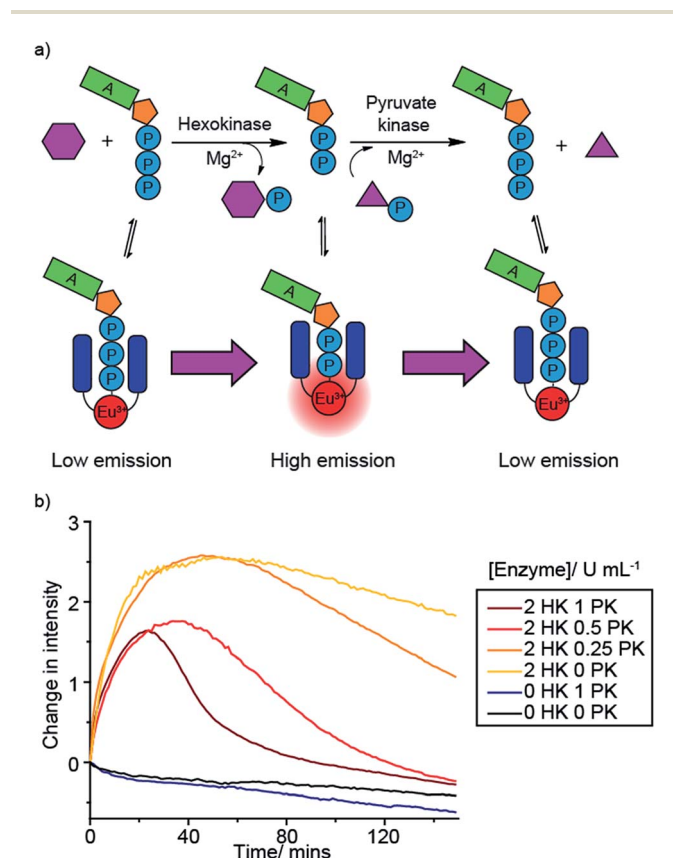 a)
A
A
A
Hexokinase
Pyruvate
kinase
+
Mg²⁺
Mg²⁺
+
P
P
P
P
P
P
P
P
P
P
P
A
A
A
P
P
P
P
P
P
P
P
Eu³⁺
Eu³⁺
Eu³⁺
Low emission
High emission
Low emission
b)
3
2
1
0
Change in intensity
0
40
80
120
Time/ mins
[Enzyme]/ U mL⁻¹
2 HK 1 PK
2 HK 0.5 PK
2 HK 0.25 PK
2 HK 0 PK
0 HK 1 PK
0 HK 0 PK